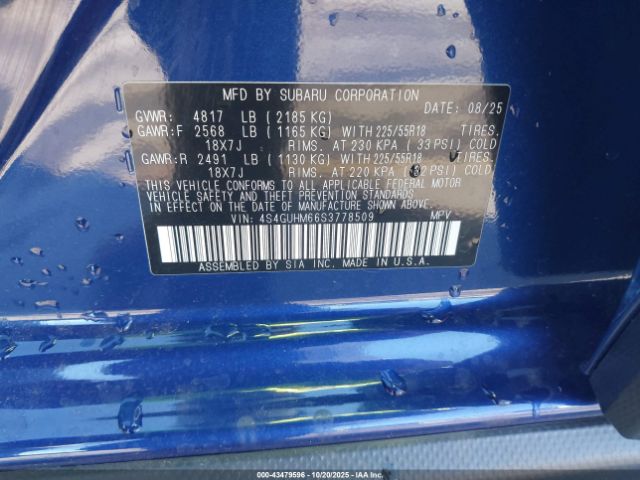 MFD BY SUBARU CORPORATION
DATE: 08/25
GVWR: 4817 LB (2185 KG)
GAWR:F 2568 LB (1165 KG) WITH 225/55R18 TIRES,
18X7J RIMS, AT 230 KPA (33 PSI) COLD
GAWR:R 2491 LB (1130 KG) WITH 225/55R18 TIRES,
18X7J RIMS, AT 220 KPA (32 PSI) COLD
THIS VEHICLE CONFORMS TO ALL APPLICABLE FEDERAL MOTOR
VEHICLE SAFETY AND THEFT PREVENTION STANDARDS
IN EFFECT ON THE DATE OF MANUFACTURE SHOWN ABOVE.
VIN: 4S4GUHM66S3778509 MPV
ASSEMBLED BY SIA INC. MADE IN U.S.A.
000-43479596 | 10/20/2025 | Copyright © IAA